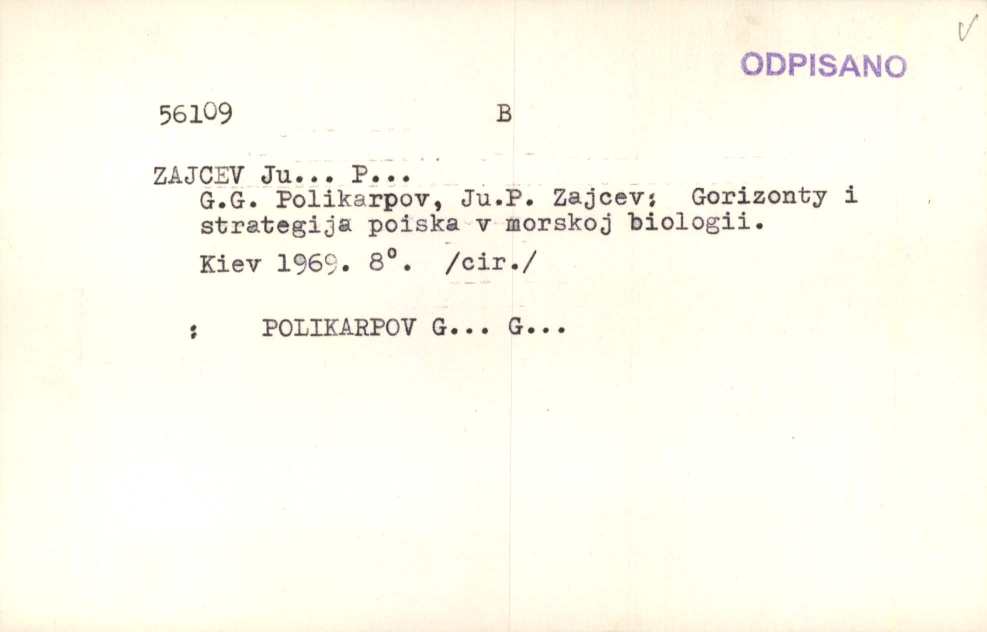 ODPISANO
56109 B
ZAJCEV Ju... P...
G.G. Polikarpov, Ju.P. Zajcev: Gorizonty i
strategija poiska v morskoj biologii.
Kiev 1969. 8°. /cir./
: POLIKARPOV G... G...